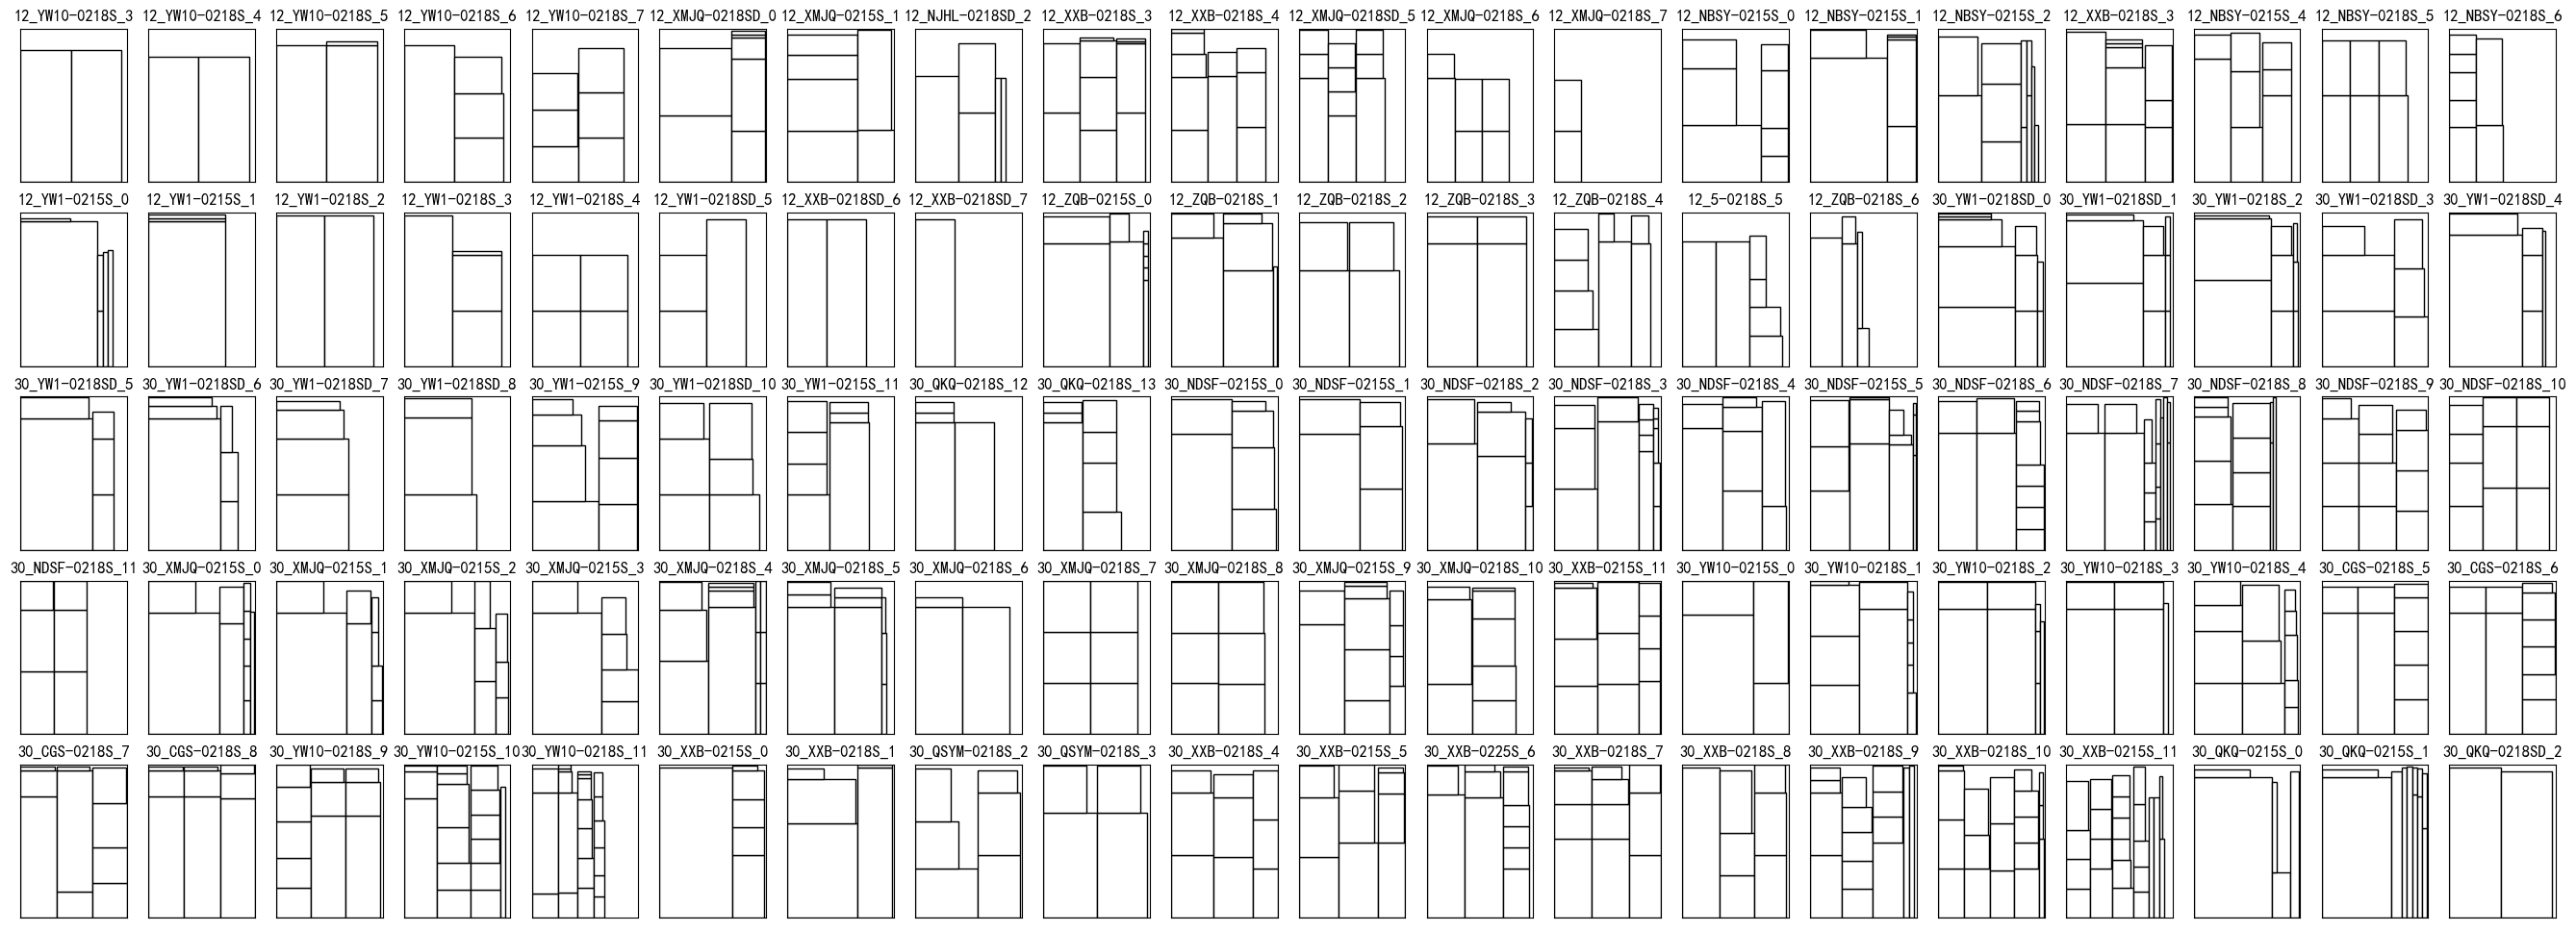 12_YW10-0218S_3 12_YW10-0218S_4 12_YW10-0218S_5 12_YW10-0218S_6 12_YW10-0218S_7 12_XMJQ-0218SD_0 12_XMJQ-0215S_1 12_NJHL-0218SD_2 12_XXB-0218S_3 12_XXB-0218S_4 12_XMJQ-0218SD_5 12_XMJQ-0218S_6 12_XMJQ-0218S_7 12_NBSY-0215S_0 12_NBSY-0215S_1 12_NBSY-0215S_2 12_XXB-0218S_3 12_NBSY-0215S_4 12_NBSY-0218S_5 12_NBSY-0218S_6
12_YW1-0215S_0 12_YW1-0215S_1 12_YW1-0218S_2 12_YW1-0218S_3 12_YW1-0218S_4 12_YW1-0218SD_5 12_XXB-0218SD_6 12_XXB-0218SD_7 12_ZQB-0215S_0 12_ZQB-0218S_1 12_ZQB-0218S_2 12_ZQB-0218S_3 12_ZQB-0218S_4 12_5-0218S_5 12_ZQB-0218S_6 30_YW1-0218SD_0 30_YW1-0218SD_1 30_YW1-0218S_2 30_YW1-0218SD_3 30_YW1-0218SD_4
30_YW1-0218SD_5 30_YW1-0218SD_6 30_YW1-0218SD_7 30_YW1-0218SD_8 30_YW1-0215S_9 30_YW1-0218SD_10 30_YW1-0215S_11 30_QKQ-0218S_12 30_QKQ-0218S_13 30_NDSF-0215S_0 30_NDSF-0215S_1 30_NDSF-0218S_2 30_NDSF-0218S_3 30_NDSF-0218S_4 30_NDSF-0215S_5 30_NDSF-0218S_6 30_NDSF-0218S_7 30_NDSF-0218S_8 30_NDSF-0218S_9 30_NDSF-0218S_10
30_NDSF-0218S_11 30_XMJQ-0215S_0 30_XMJQ-0215S_1 30_XMJQ-0215S_2 30_XMJQ-0215S_3 30_XMJQ-0218S_4 30_XMJQ-0218S_5 30_XMJQ-0218S_6 30_XMJQ-0218S_7 30_XMJQ-0218S_8 30_XMJQ-0215S_9 30_XMJQ-0218S_10 30_XXB-0215S_11 30_YW10-0215S_0 30_YW10-0218S_1 30_YW10-0218S_2 30_YW10-0218S_3 30_YW10-0218S_4 30_CGS-0218S_5 30_CGS-0218S_6
30_CGS-0218S_7 30_CGS-0218S_8 30_YW10-0218S_9 30_YW10-0215S_10 30_YW10-0218S_11 30_XXB-0215S_0 30_XXB-0218S_1 30_QSYM-0218S_2 30_QSYM-0218S_3 30_XXB-0218S_4 30_XXB-0215S_5 30_XXB-0225S_6 30_XXB-0218S_7 30_XXB-0218S_8 30_XXB-0218S_9 30_XXB-0218S_10 30_XXB-0215S_11 30_QKQ-0215S_0 30_QKQ-0215S_1 30_QKQ-0218SD_2